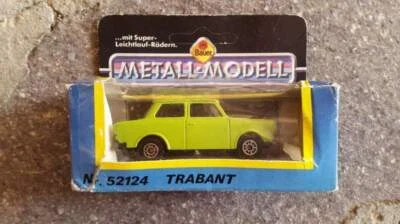 ...mit Super-
Leichtlauf-Rädern.
Bauer
METALL-MODELL
Nr. 52124 TRABANT